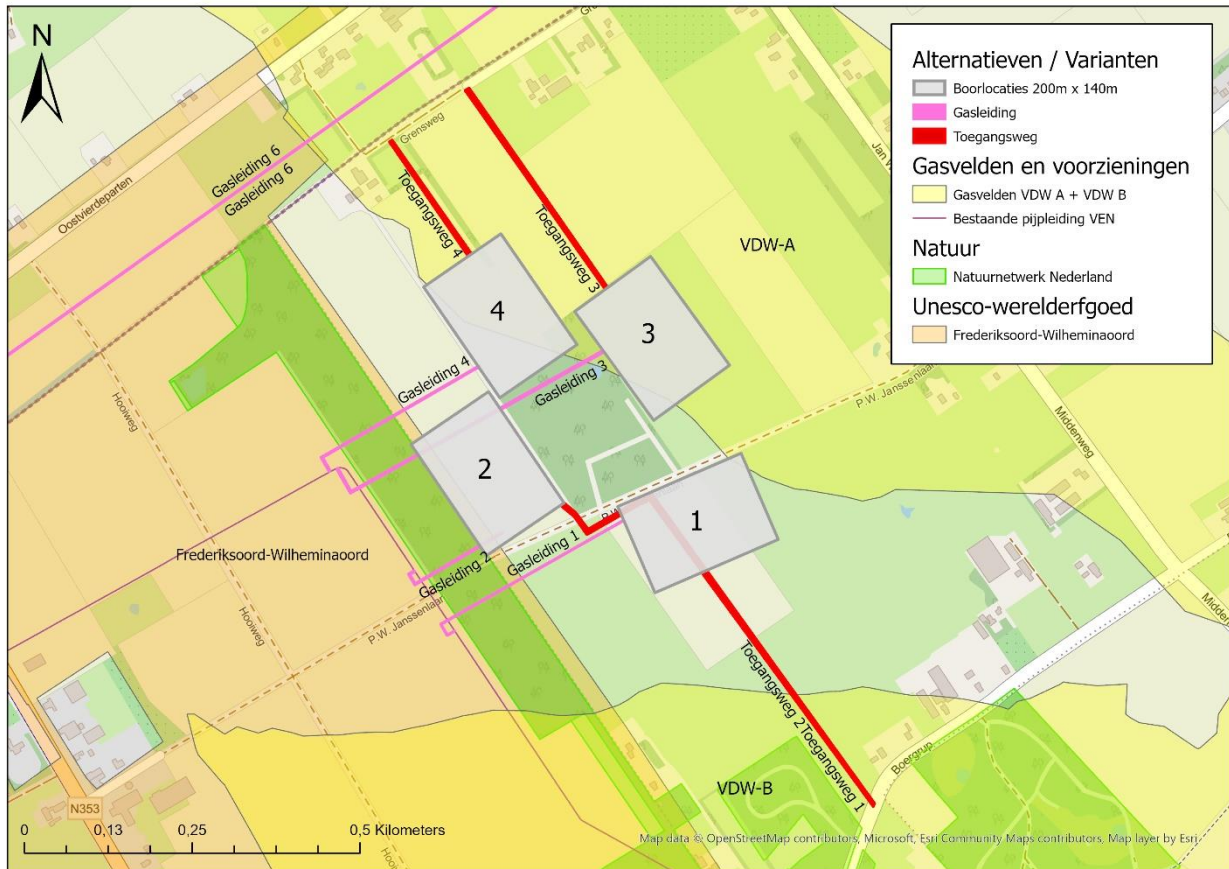 N
Alternatieven / Varianten
Boorlocaties 200m x 140m
Gasleiding
Toegangsweg
Gasvelden en voorzieningen
Gasvelden VDW A + VDW B
Bestaande pijpleiding VEN
Natuur
Natuurnetwerk Nederland
Unesco-werelderfgoed
Frederiksoord-Wilheminaoord
Grensweg
Oostvierdeparten
Gasleiding 6
Gasleiding 6
Toegangsweg 4
Toegangsweg 3
VDW-A
4
3
Gasleiding 4
Gasleiding 3
Hooiweg
P.W. Janssenlaan
Middenweg
2
1
Frederiksoord-Wilheminaoord
Gasleiding 2
Gasleiding 1
P.W. Janssenlaan
Hooiweg
Toegangsweg 2
Toegangsweg 1
Boergrup
VDW-B
N353
0 0,13 0,25 0,5 Kilometers
Map data © OpenStreetMap contributors, Microsoft, Esri Community Maps contributors, Map layer by Esri